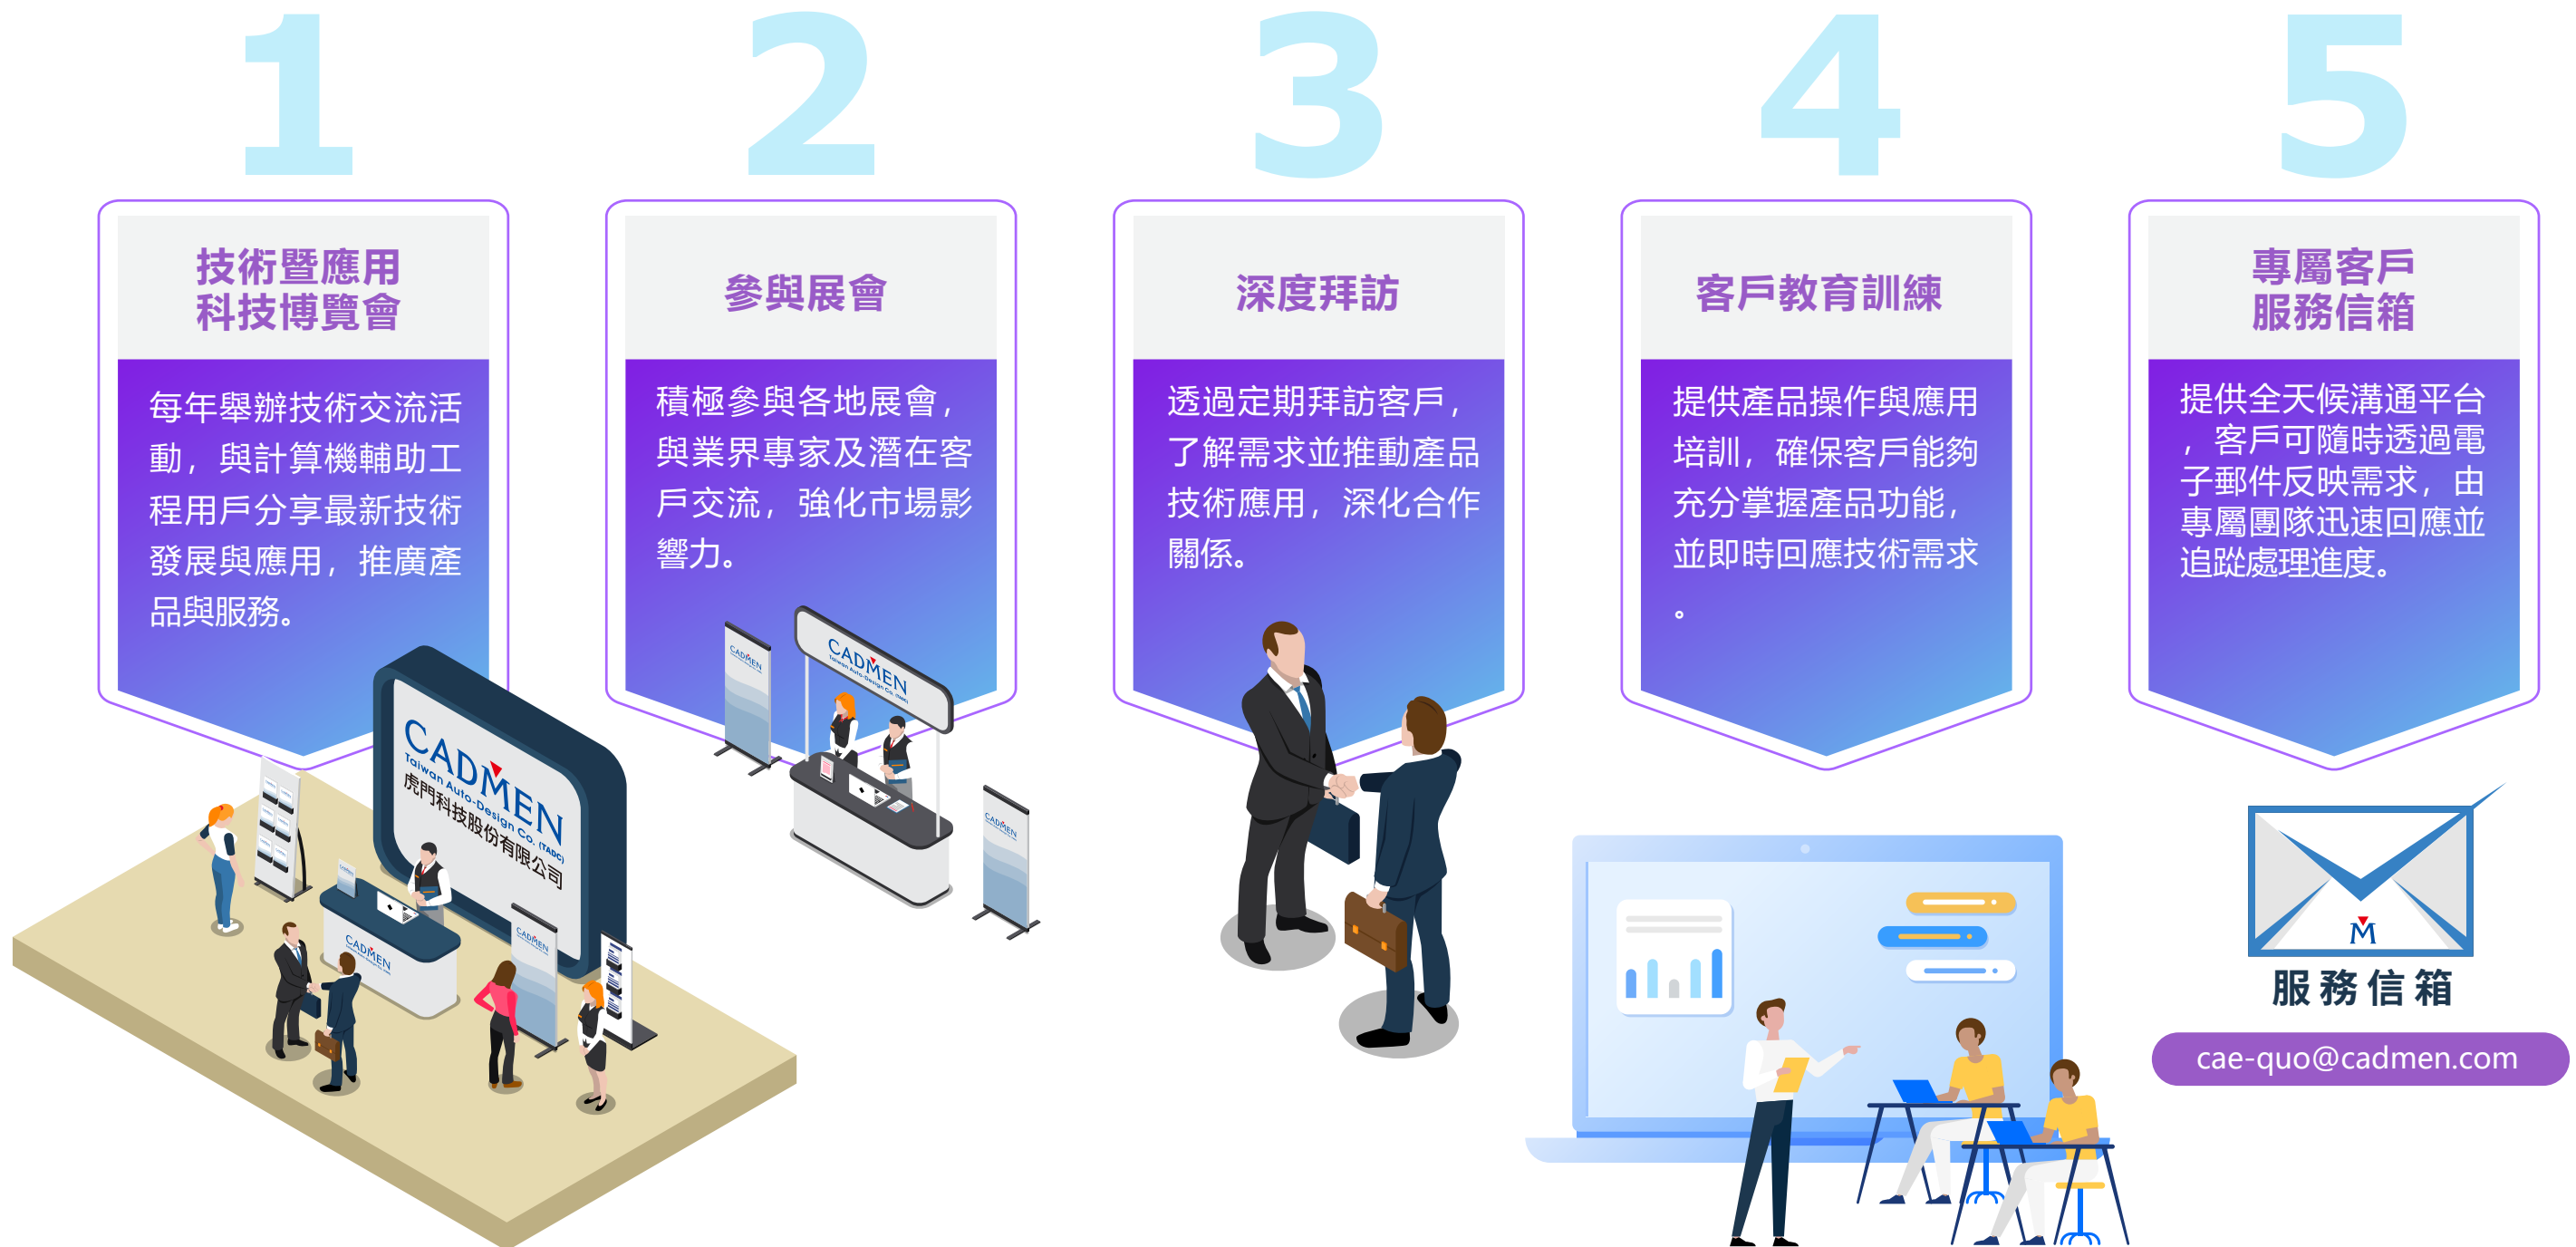 1
技術暨應用
科技博覽會
每年舉辦技術交流活
動，與計算機輔助工
程用戶分享最新技術
發展與應用，推廣產
品與服務。
2
參與展會
積極參與各地展會，
與業界專家及潛在客
戶交流，強化市場影
響力。
3
深度拜訪
透過定期拜訪客戶，
了解需求並推動產品
技術應用，深化合作
關係。
4
客戶教育訓練
提供產品操作與應用
培訓，確保客戶能夠
充分掌握產品功能，
並即時回應技術需求
。
5
專屬客戶
服務信箱
提供全天候溝通平台
，客戶可隨時透過電
子郵件反映需求，由
專屬團隊迅速回應並
追蹤處理進度。
CADMEN
Taiwan Auto-Design Co. (TADC)
虎門科技股份有限公司
CADMEN
CADMEN
CADMEN
CADMEN
Taiwan Auto-Design Co. (TADC)
CADMEN
M
服務信箱
cae-quo@cadmen.com